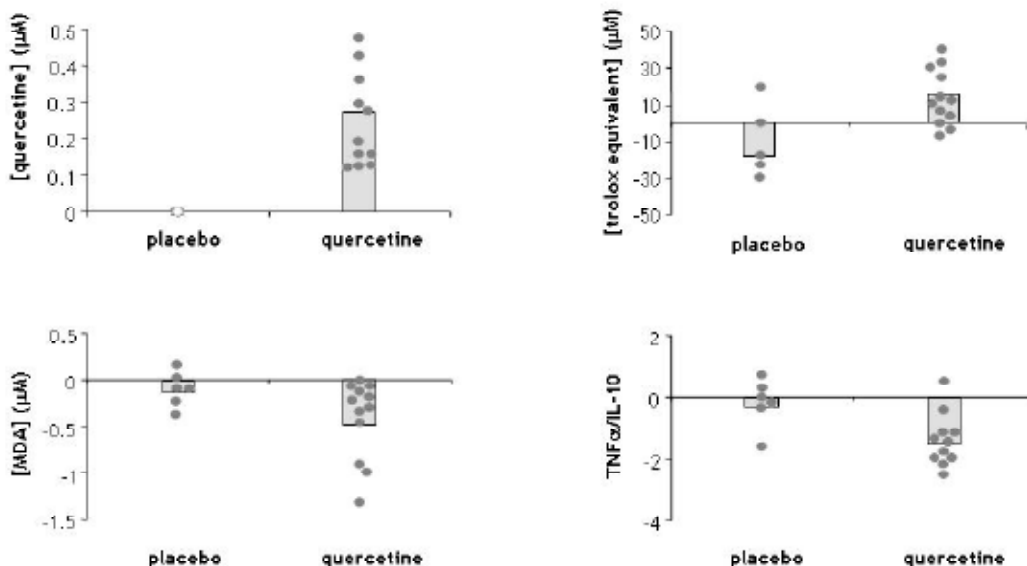 [quercetine] (μM)
0.5
0.4
0.3
0.2
0.1
0
placebo quercetine
[trolox equivalent] (μM)
50
30
10
-10
-30
-50
placebo quercetine
[MDA] (μM)
0.5
0
-0.5
-1
-1.5
placebo quercetine
TNFα/IL-10
2
0
-2
-4
placebo quercetine